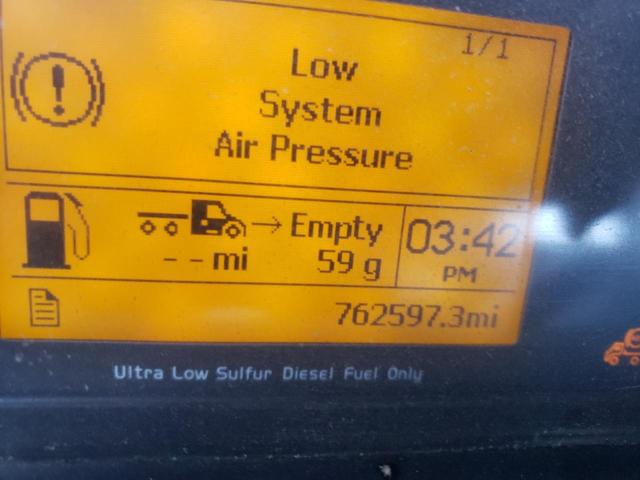 1/1
Low
System
Air Pressure
Empty
-- mi 59 g
03:42
PM
762597.3mi
Ultra Low Sulfur Diesel Fuel Only